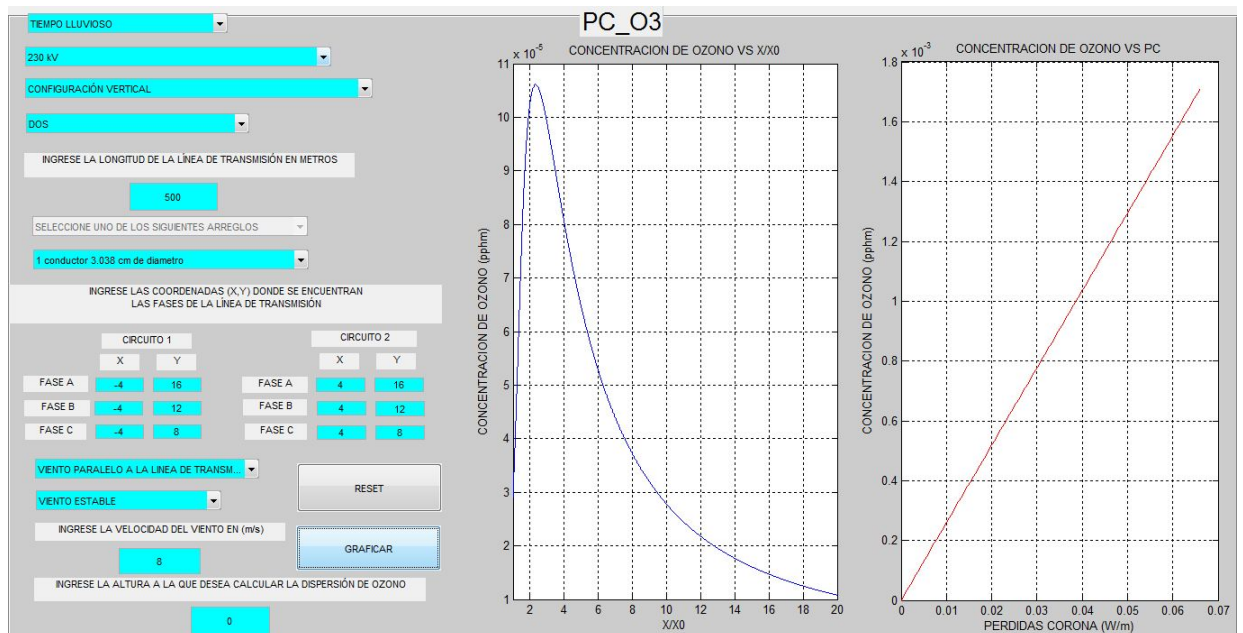 PC_O3
TIEMPO LLUVIOSO
230 kV
CONFIGURACIÓN VERTICAL
DOS
INGRESE LA LONGITUD DE LA LÍNEA DE TRANSMISIÓN EN METROS
500
SELECCIONE UNO DE LOS SIGUIENTES ARREGLOS
1 conductor 3.038 cm de diametro
INGRESE LAS COORDENADAS (X,Y) DONDE SE ENCUENTRAN
LAS FASES DE LA LÍNEA DE TRANSMISIÓN
CIRCUITO 1 CIRCUITO 2
X Y X Y
FASE A -4 16 FASE A 4 16
FASE B -4 12 FASE B 4 12
FASE C -4 8 FASE C 4 8
VIENTO PARALELO A LA LINEA DE TRANSM...
VIENTO ESTABLE
RESET
INGRESE LA VELOCIDAD DEL VIENTO EN (m/s)
8
GRAFICAR
INGRESE LA ALTURA A LA QUE DESEA CALCULAR LA DISPERSIÓN DE OZONO
0
CONCENTRACION DE OZONO VS X/X0
x 10-5
11
10
9
8
7
6
5
4
3
2
1
CONCENTRACION DE OZONO (pphm)
2 4 6 8 10 12 14 16 18 20
X/X0
CONCENTRACION DE OZONO VS PC
x 10-3
1.8
1.6
1.4
1.2
1
0.8
0.6
0.4
0.2
0
CONCENTRACION DE OZONO (pphm)
0 0.01 0.02 0.03 0.04 0.05 0.06 0.07
PERDIDAS CORONA (W/m)